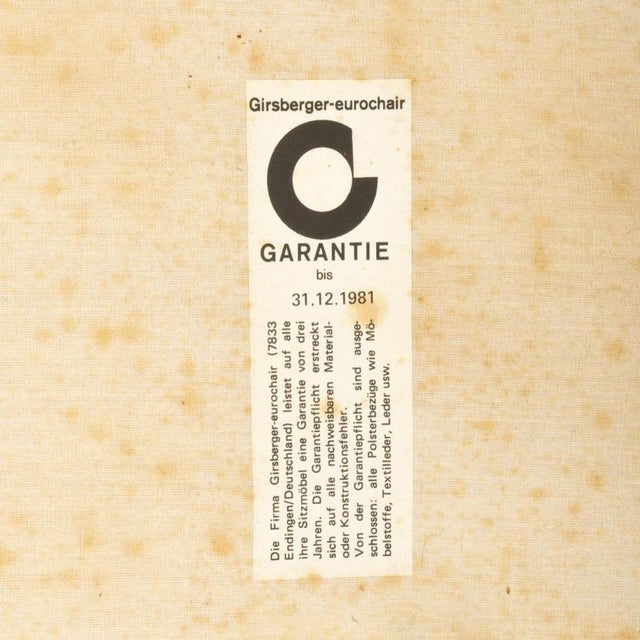 Girsberger-eurochair
GARANTIE
bis
31.12.1981
Die Firma Girsberger-eurochair (7833
Endingen/Deutschland) leistet auf alle
ihre Sitzmöbel eine Garantie von drei
Jahren. Die Garantiepflicht erstreckt
sich auf alle nachweisbaren Material-
oder Konstruktionsfehler.
Von der Garantiepflicht sind ausge-
schlossen: alle Polsterbezüge wie Mö-
belstoffe, Textilleder, Leder usw.